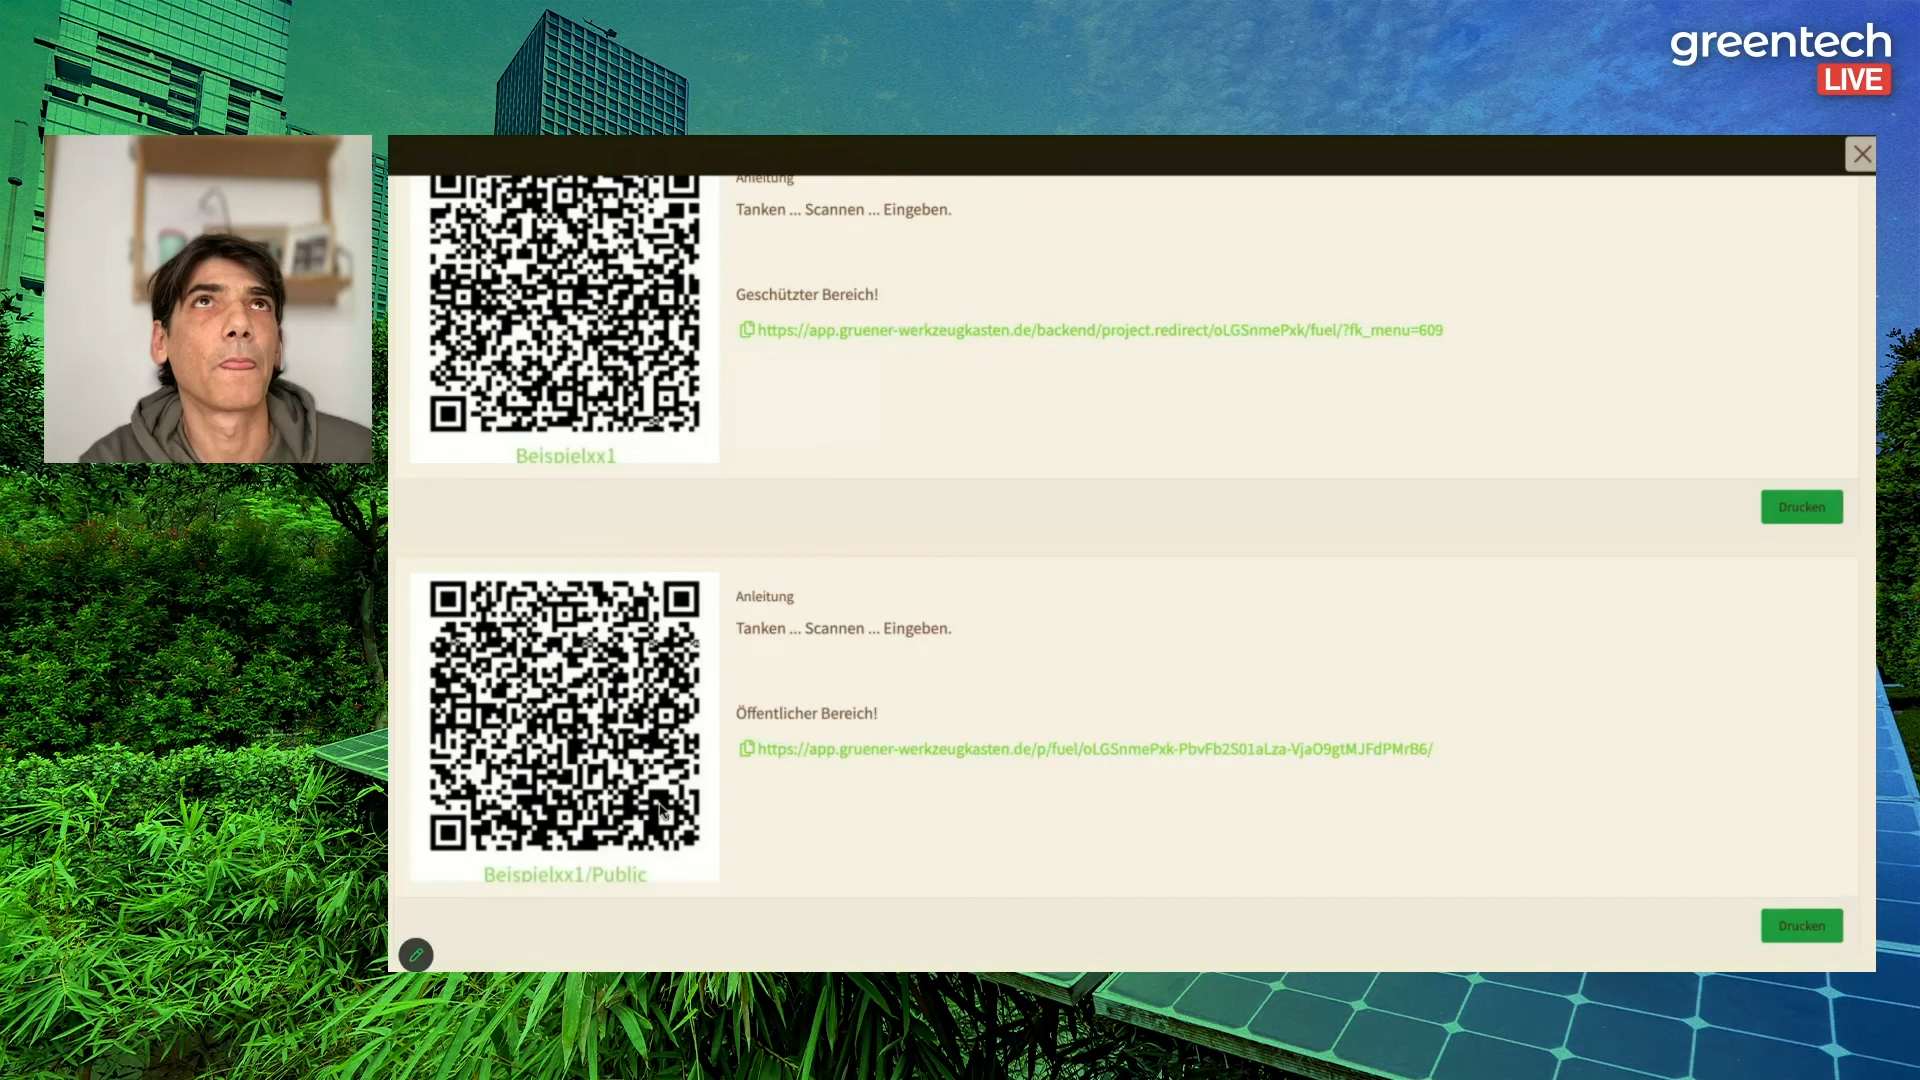 greentech
LIVE
Anleitung
Tanken ... Scannen ... Eingeben.
Geschützter Bereich!
https://app.gruener-werkzeugkasten.de/backend/project.redirect/oLGSnmePxk/fuel/?fk_menu=609
Beispielxx1
Drucken
Anleitung
Tanken ... Scannen ... Eingeben.
Öffentlicher Bereich!
https://app.gruener-werkzeugkasten.de/p/fuel/oLGSnmePxk-PbvFb2S01aLza-VjaO9gtMJFdPMrB6/
Beispielxx1/Public
Drucken